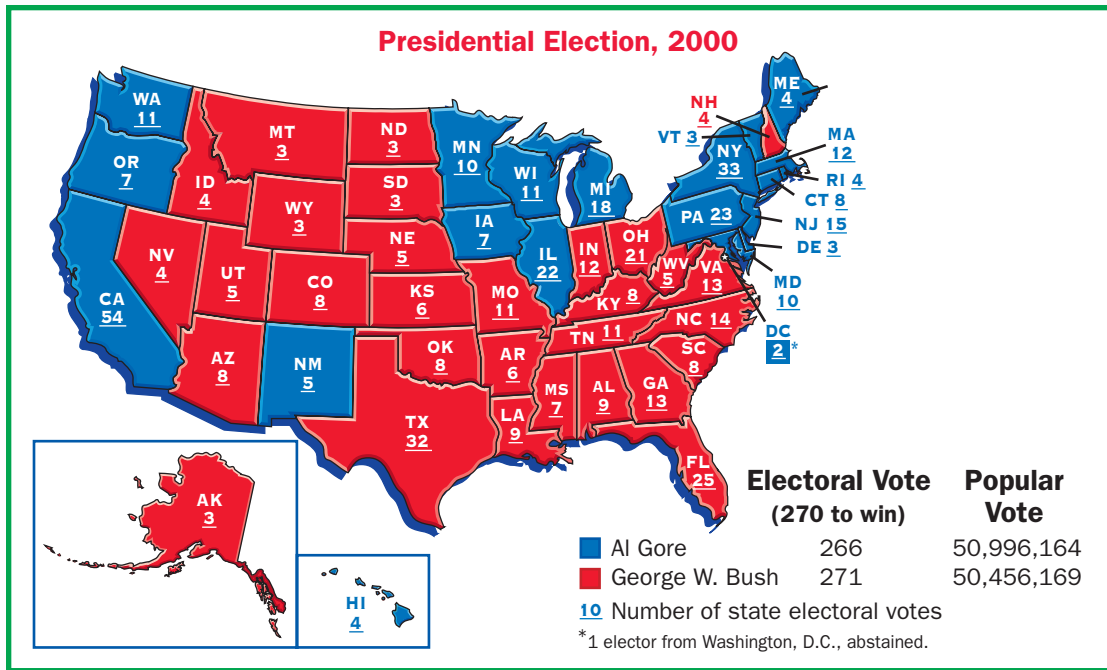 Presidential Election, 2000
WA
11
OR
7
CA
54
NV
4
ID
4
MT
3
WY
3
UT
5
AZ
8
CO
8
NM
5
ND
3
SD
3
NE
5
KS
6
OK
8
TX
32
MN
10
IA
7
MO
11
AR
6
LA
9
WI
11
IL
22
MI
18
IN
12
OH
21
KY 8
TN 11
MS
7
AL
9
GA
13
FL
25
SC
8
NC 14
VA
13
WV
5
PA 23
NY
33
VT 3
NH
4
ME
4
MA
12
RI 4
CT 8
NJ 15
DE 3
MD
10
DC
2*
AK
3
HI
4
Electoral Vote Popular
(270 to win) Vote
Al Gore 266 50,996,164
George W. Bush 271 50,456,169
10 Number of state electoral votes
*1 elector from Washington, D.C., abstained.